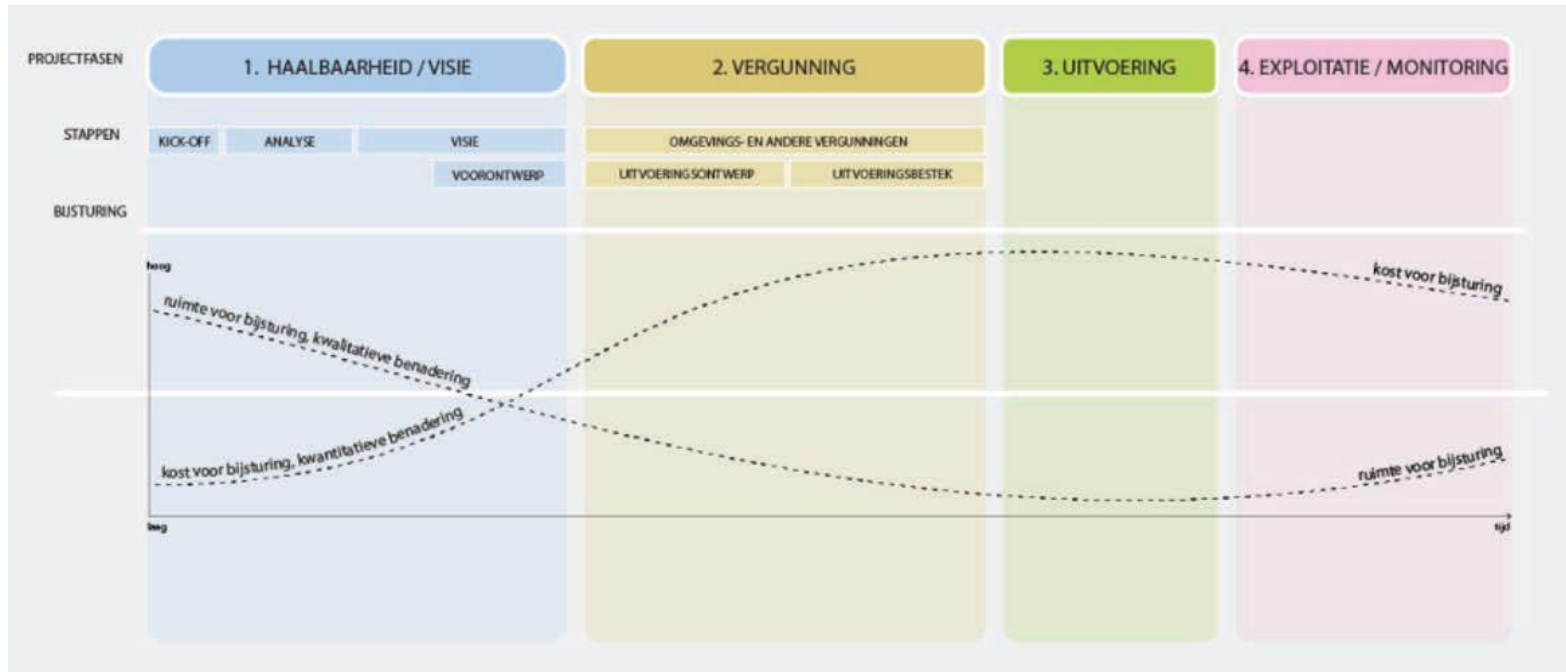 PROJECTFASEN
1. HAALBAARHEID / VISIE
2. VERGUNNING
3. UITVOERING
4. EXPLOITATIE / MONITORING
STAPPEN
KICK-OFF
ANALYSE
VISIE
OMGEVINGS- EN ANDERE VERGUNNINGEN
VOORONTWERP
UITVOERINGSONTWERP
UITVOERINGSBESTEK
BIJSTURING
hoog
ruimte voor bijsturing, kwalitatieve benadering
kost voor bijsturing
kost voor bijsturing, kwantitatieve benadering
ruimte voor bijsturing
laag
tijd